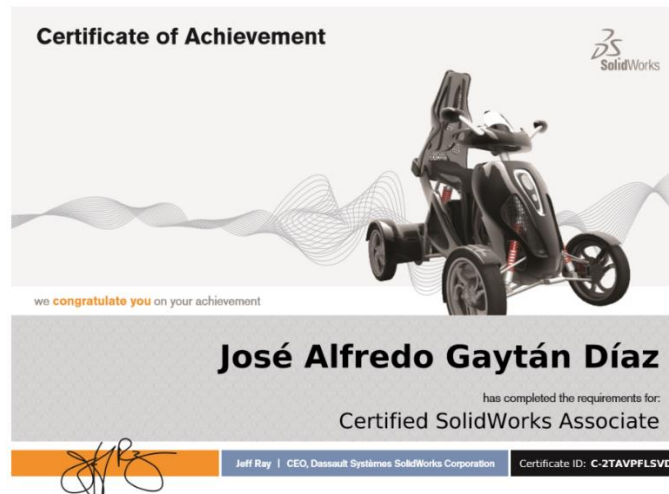 Certificate of Achievement
SolidWorks
we congratulate you on your achievement
José Alfredo Gaytán Díaz
has completed the requirements for:
Certified SolidWorks Associate
Jeff Ray | CEO, Dassault Systèmes SolidWorks Corporation
Certificate ID: C-2TAVPFLSVD